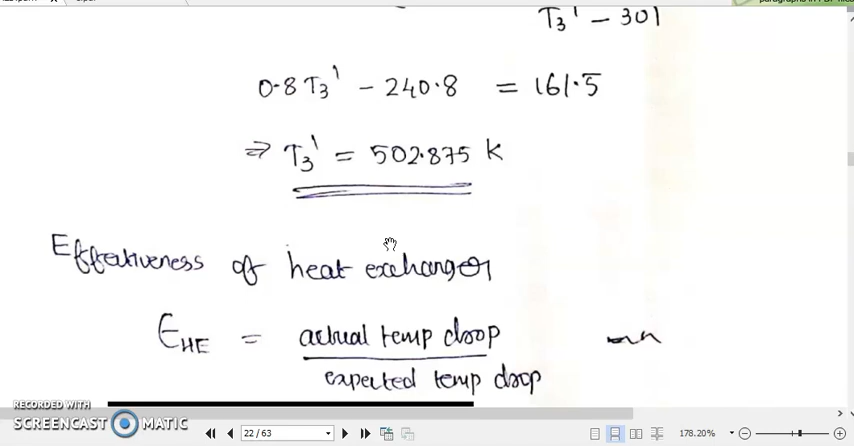 T₃' - 301
0.8 T₃' - 240.8 = 161.5
⇒ T₃' = 502.875 K
Effectiveness of heat exchanger
ϵHE = actual temp drop
expected temp drop
RECORDED WITH
SCREENCAST MATIC
22 / 63
178.20%